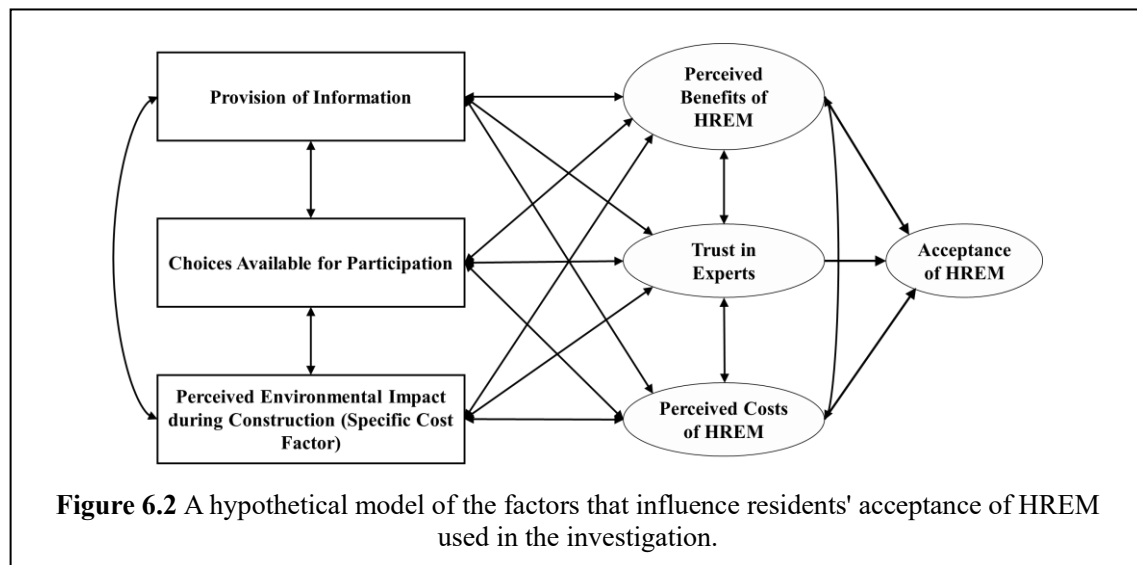 Provision of Information
Choices Available for Participation
Perceived Environmental Impact
during Construction (Specific Cost
Factor)
Perceived
Benefits of
HREM
Trust in
Experts
Perceived Costs
of HREM
Acceptance
of HREM
Figure 6.2 A hypothetical model of the factors that influence residents' acceptance of HREM
used in the investigation.